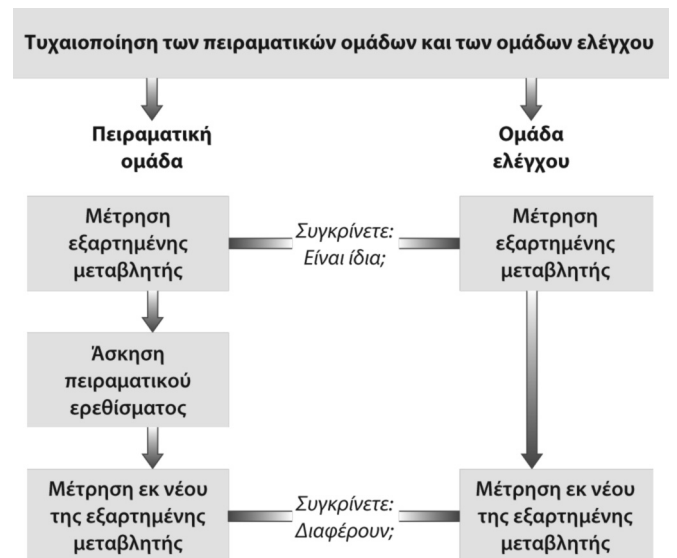 Τυχαιοποίηση των πειραματικών ομάδων και των ομάδων ελέγχου
Πειραματική
ομάδα
Ομάδα
ελέγχου
Μέτρηση
εξαρτημένης
μεταβλητής
Συγκρίνετε:
Είναι ίδια;
Μέτρηση
εξαρτημένης
μεταβλητής
Άσκηση
πειραματικού
ερεθίσματος
Μέτρηση εκ νέου
της εξαρτημένης
μεταβλητής
Συγκρίνετε:
Διαφέρουν;
Μέτρηση εκ νέου
της εξαρτημένης
μεταβλητής